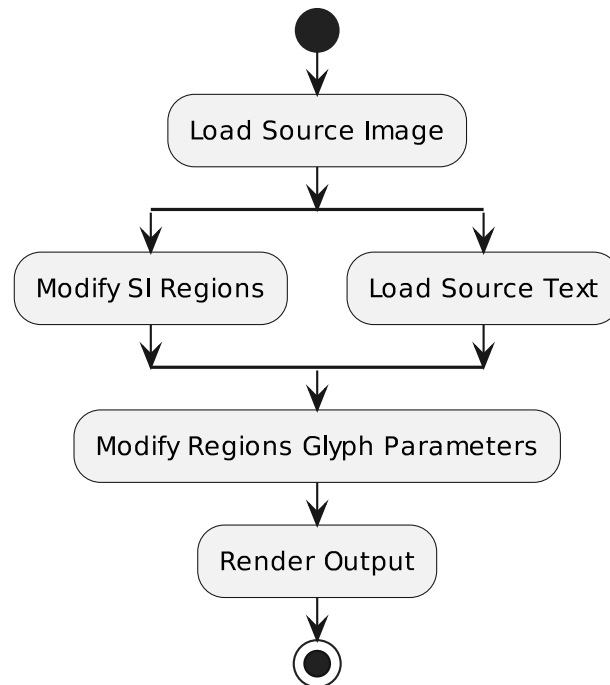 Load Source Image
Modify SI Regions
Load Source Text
Modify Regions Glyph Parameters
Render Output